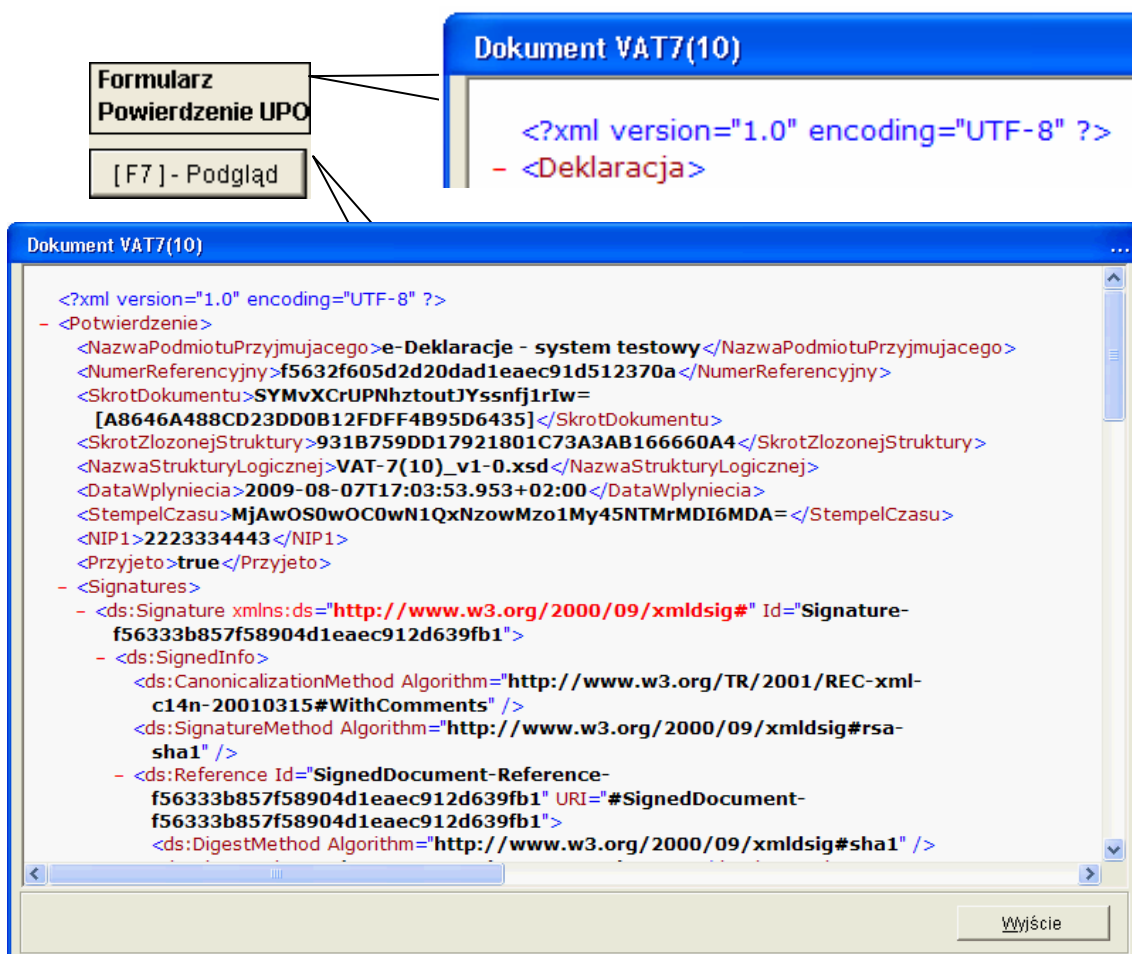 Dokument VAT7(10)
Formularz
Powierdzenie UPO
[ F7 ] - Podgląd
<?xml version="1.0" encoding="UTF-8" ?>
– <Deklaracja>
Dokument VAT7(10)
...
<?xml version="1.0" encoding="UTF-8" ?>
– <Potwierdzenie>
<NazwaPodmiotuPrzyjmujacego>e-Deklaracje - system testowy</NazwaPodmiotuPrzyjmujacego>
<NumerReferencyjny>f5632f605d2d20dad1eaec91d512370a</NumerReferencyjny>
<SkrotDokumentu>SYMvXCrUPNhztoutJYssnfj1rIw=
[A8646A488CD23DD0B12FDFF4B95D6435]</SkrotDokumentu>
<SkrotZlozonejStruktury>931B759DD17921801C73A3AB166660A4</SkrotZlozonejStruktury>
<NazwaStrukturyLogicznej>VAT-7(10)_v1-0.xsd</NazwaStrukturyLogicznej>
<DataWplyniecia>2009-08-07T17:03:53.953+02:00</DataWplyniecia>
<StempelCzasu>MjAwOS0wOC0wN1QxNzowMzo1My45NTMrMDI6MDA=</StempelCzasu>
<NIP1>2223334443</NIP1>
<Przyjeto>true</Przyjeto>
– <Signatures>
– <ds:Signature xmlns:ds="http://www.w3.org/2000/09/xmldsig#" Id="Signature-
f56333b857f58904d1eaec912d639fb1">
– <ds:SignedInfo>
<ds:CanonicalizationMethod Algorithm="http://www.w3.org/TR/2001/REC-xml-
c14n-20010315#WithComments" />
<ds:SignatureMethod Algorithm="http://www.w3.org/2000/09/xmldsig#rsa-
sha1" />
– <ds:Reference Id="SignedDocument-Reference-
f56333b857f58904d1eaec912d639fb1" URI="#SignedDocument-
f56333b857f58904d1eaec912d639fb1">
<ds:DigestMethod Algorithm="http://www.w3.org/2000/09/xmldsig#sha1" />
Wyjście